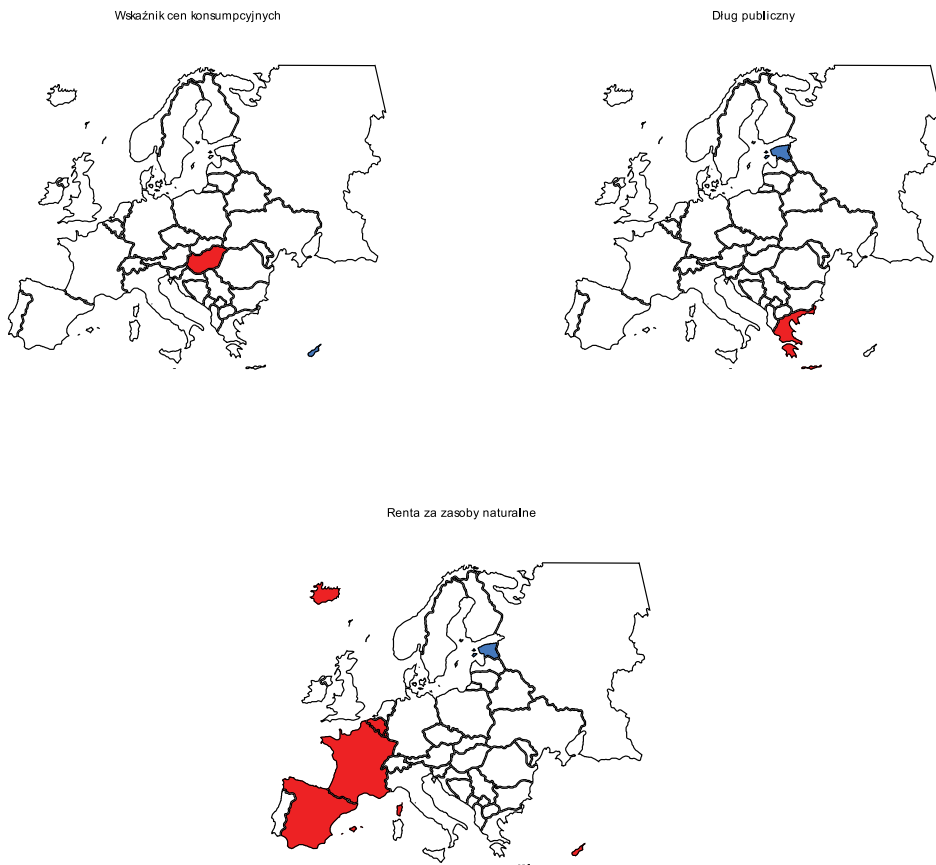 Wskaźnik cen konsumpcyjnych
Dług publiczny
Renta za zasoby naturalne